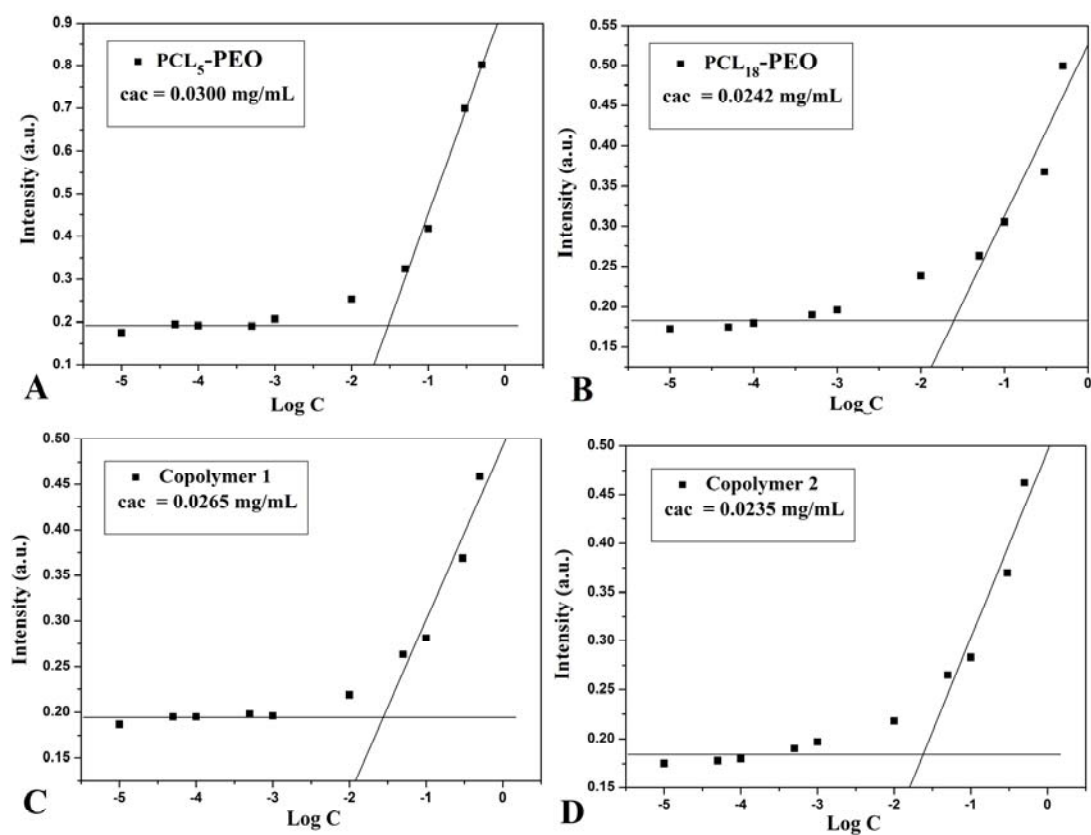 0.9
0.8
0.7
0.6
0.5
0.4
0.3
0.2
0.1
Intensity (a.u.)
PCL5-PEO
cac = 0.0300 mg/mL
-5 -4 -3 -2 -1 0
Log C
A
0.55
0.50
0.45
0.40
0.35
0.30
0.25
0.20
0.15
Intensity (a.u.)
PCL18-PEO
cac = 0.0242 mg/mL
-5 -4 -3 -2 -1 0
Log C
B
0.50
0.45
0.40
0.35
0.30
0.25
0.20
0.15
Intensity (a.u.)
Copolymer 1
cac = 0.0265 mg/mL
-5 -4 -3 -2 -1 0
Log C
C
0.50
0.45
0.40
0.35
0.30
0.25
0.20
0.15
Intensity (a.u.)
Copolymer 2
cac = 0.0235 mg/mL
-5 -4 -3 -2 -1 0
Log C
D